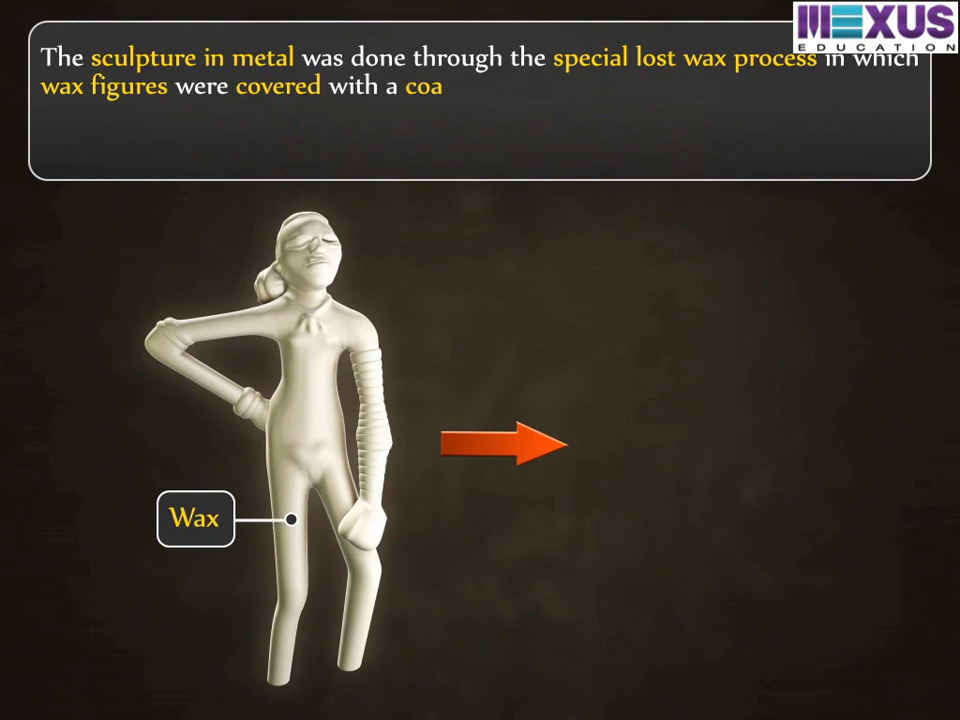 MEXUS
EDUCATION
The sculpture in metal was done through the special lost wax process in which
wax figures were covered with a coa
Wax